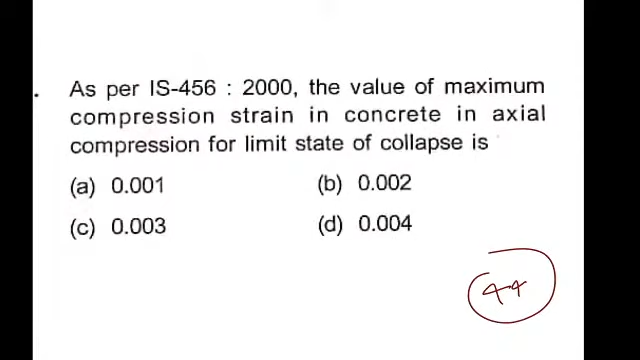 . As per IS-456 : 2000, the value of maximum
compression strain in concrete in axial
compression for limit state of collapse is
(a) 0.001 (b) 0.002
(c) 0.003 (d) 0.004
44